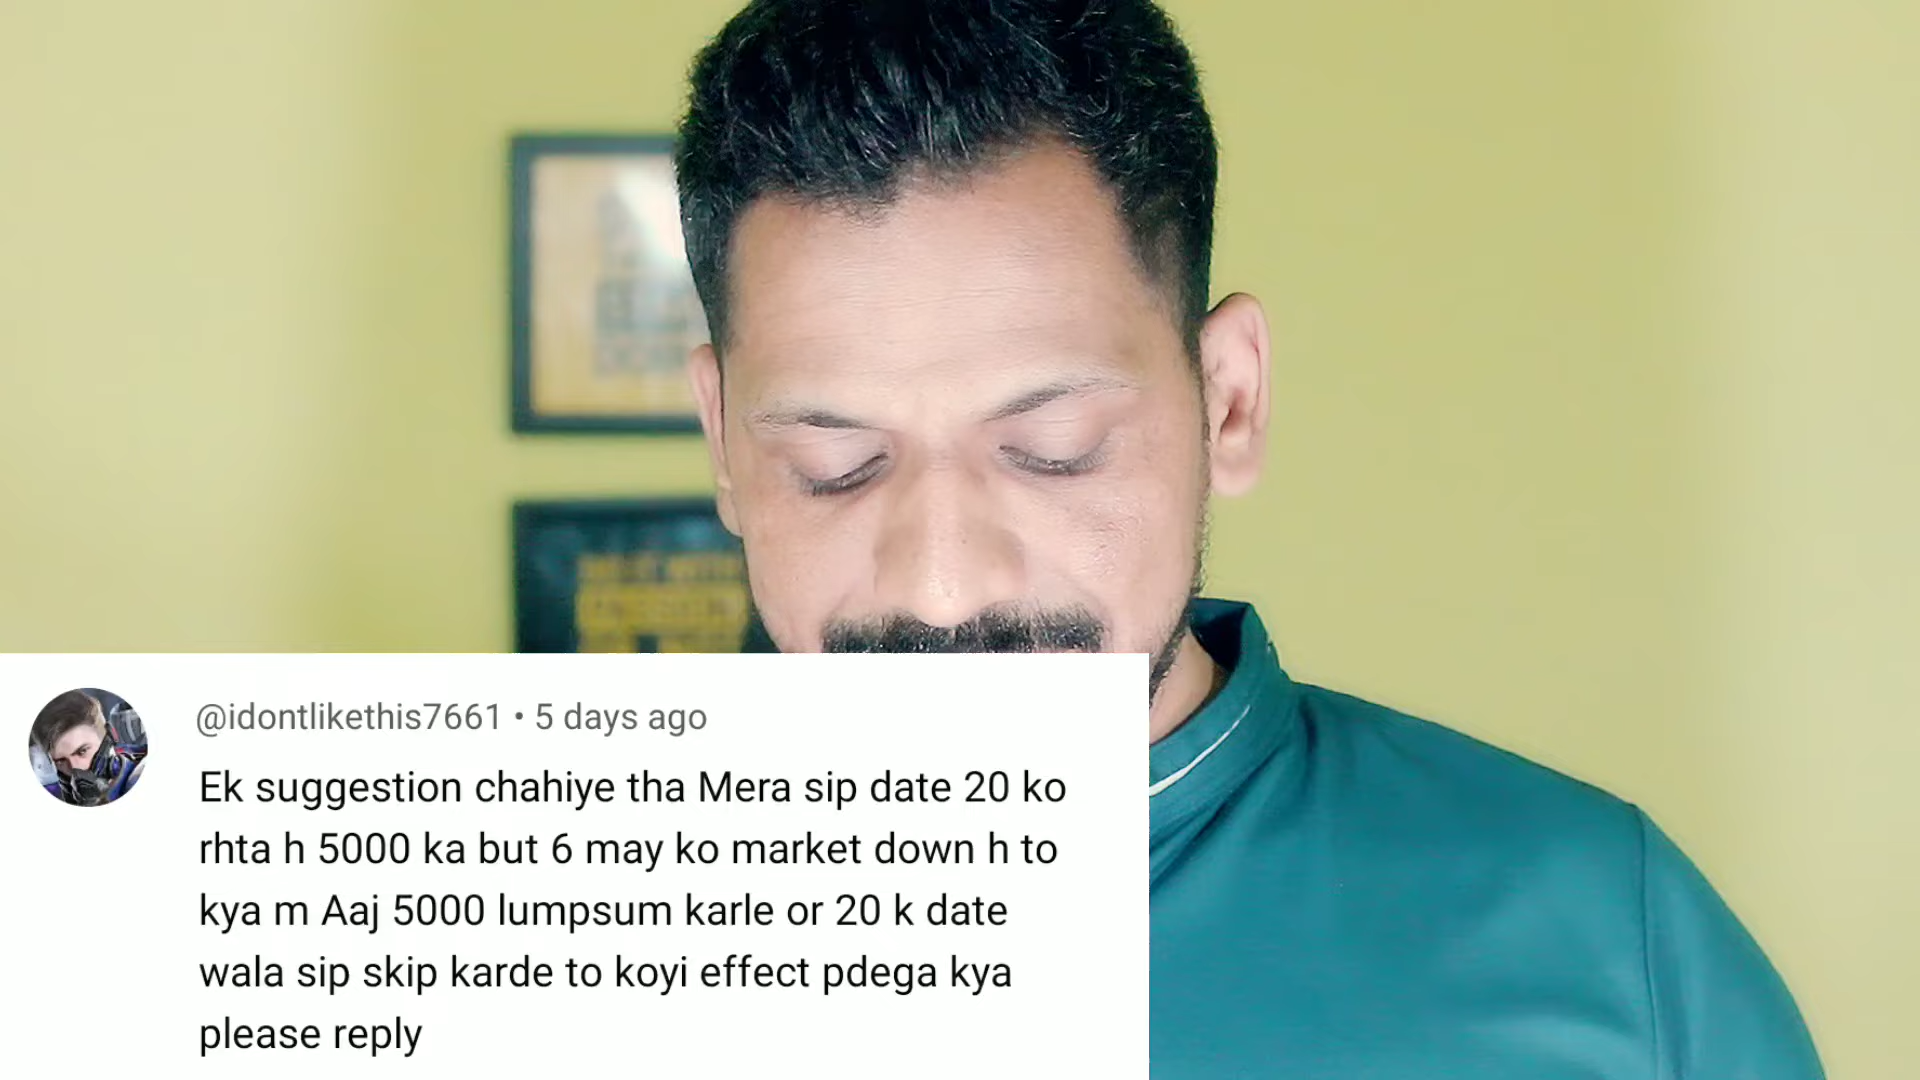 @idontlikethis7661 • 5 days ago
Ek suggestion chahiye tha Mera sip date 20 ko
rhta h 5000 ka but 6 may ko market down h to
kya m Aaj 5000 lumpsum karle or 20 k date
wala sip skip karde to koyi effect pdega kya
please reply